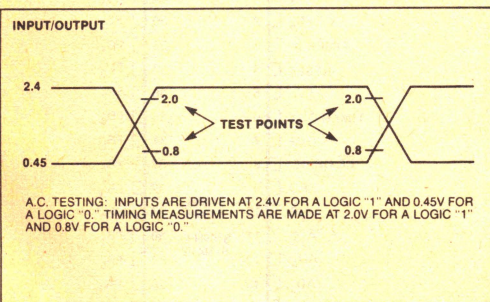 INPUT/OUTPUT
2.4
2.0
2.0
TEST POINTS
0.8
0.8
0.45
A.C. TESTING: INPUTS ARE DRIVEN AT 2.4V FOR A LOGIC "1" AND 0.45V FOR
A LOGIC "0." TIMING MEASUREMENTS ARE MADE AT 2.0V FOR A LOGIC "1"
AND 0.8V FOR A LOGIC "0."